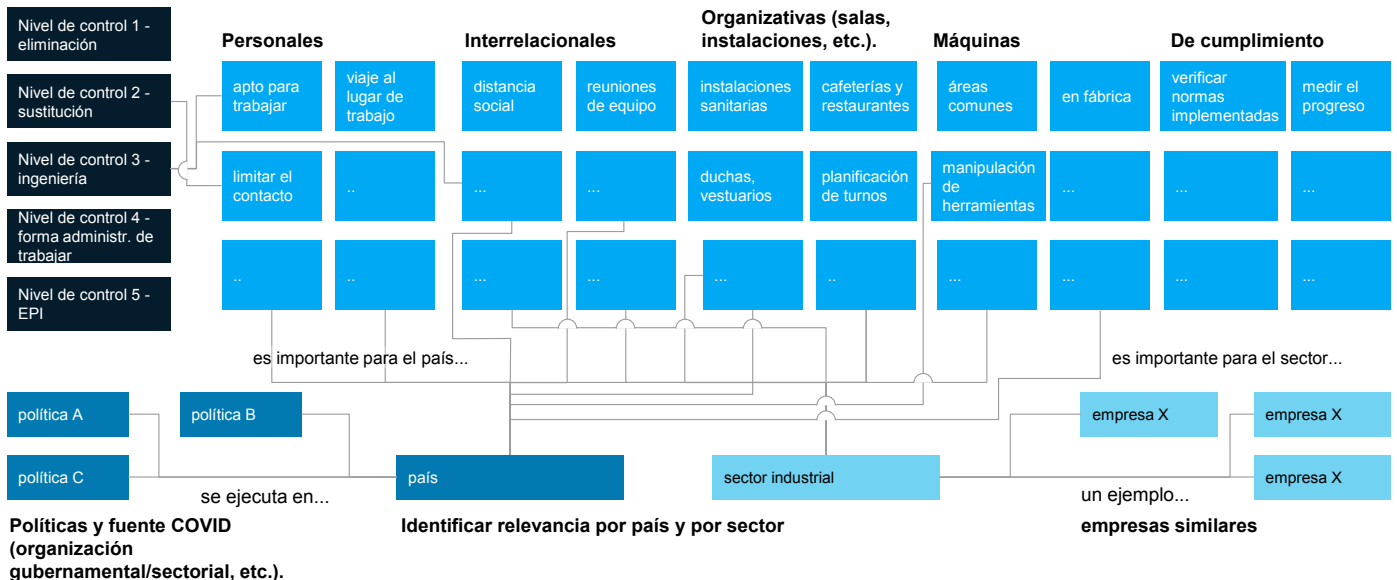 Nivel de control 1 -
eliminación
Nivel de control 2 -
sustitución
Nivel de control 3 -
ingeniería
Nivel de control 4 -
forma administr. de
trabajar
Nivel de control 5 -
EPI
Personales
Interrelacionales
Organizativas (salas,
instalaciones, etc.).
Máquinas
De cumplimiento
apto para
trabajar
viaje al
lugar de
trabajo
distancia
social
reuniones
de equipo
instalaciones
sanitarias
cafeterías y
restaurantes
áreas
comunes
en fábrica
verificar
normas
implementadas
medir el
progreso
limitar el
contacto
..
...
...
duchas,
vestuarios
planificación
de turnos
manipulación
de
herramientas
...
...
...
..
..
...
...
...
..
...
...
...
...
es importante para el país...
es importante para el sector...
política A
política B
empresa X
empresa X
política C
país
sector industrial
empresa X
se ejecuta en...
un ejemplo...
Políticas y fuente COVID
(organización
gubernamental/sectorial, etc.).
Identificar relevancia por país y por sector
empresas similares